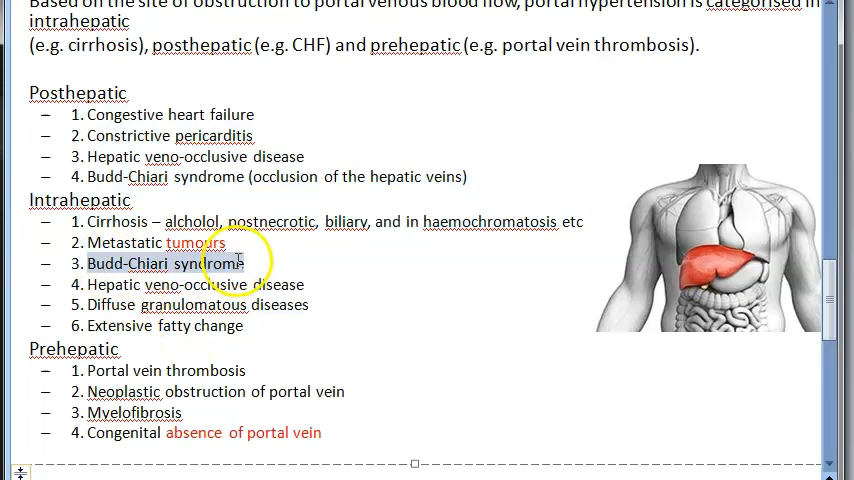 Based on the site of obstruction to portal venous blood flow, portal hypertension is categorised in
intrahepatic
(e.g. cirrhosis), posthepatic (e.g. CHF) and prehepatic (e.g. portal vein thrombosis).
Posthepatic
– 1. Congestive heart failure
– 2. Constrictive pericarditis
– 3. Hepatic veno-occlusive disease
– 4. Budd-Chiari syndrome (occlusion of the hepatic veins)
Intrahepatic
– 1. Cirrhosis – alcholol, postnecrotic, biliary, and in haemochromatosis etc
– 2. Metastatic tumours
– 3. Budd-Chiari syndrome
– 4. Hepatic veno-occlusive disease
– 5. Diffuse granulomatous diseases
– 6. Extensive fatty change
Prehepatic
– 1. Portal vein thrombosis
– 2. Neoplastic obstruction of portal vein
– 3. Myelofibrosis
– 4. Congenital absence of portal vein